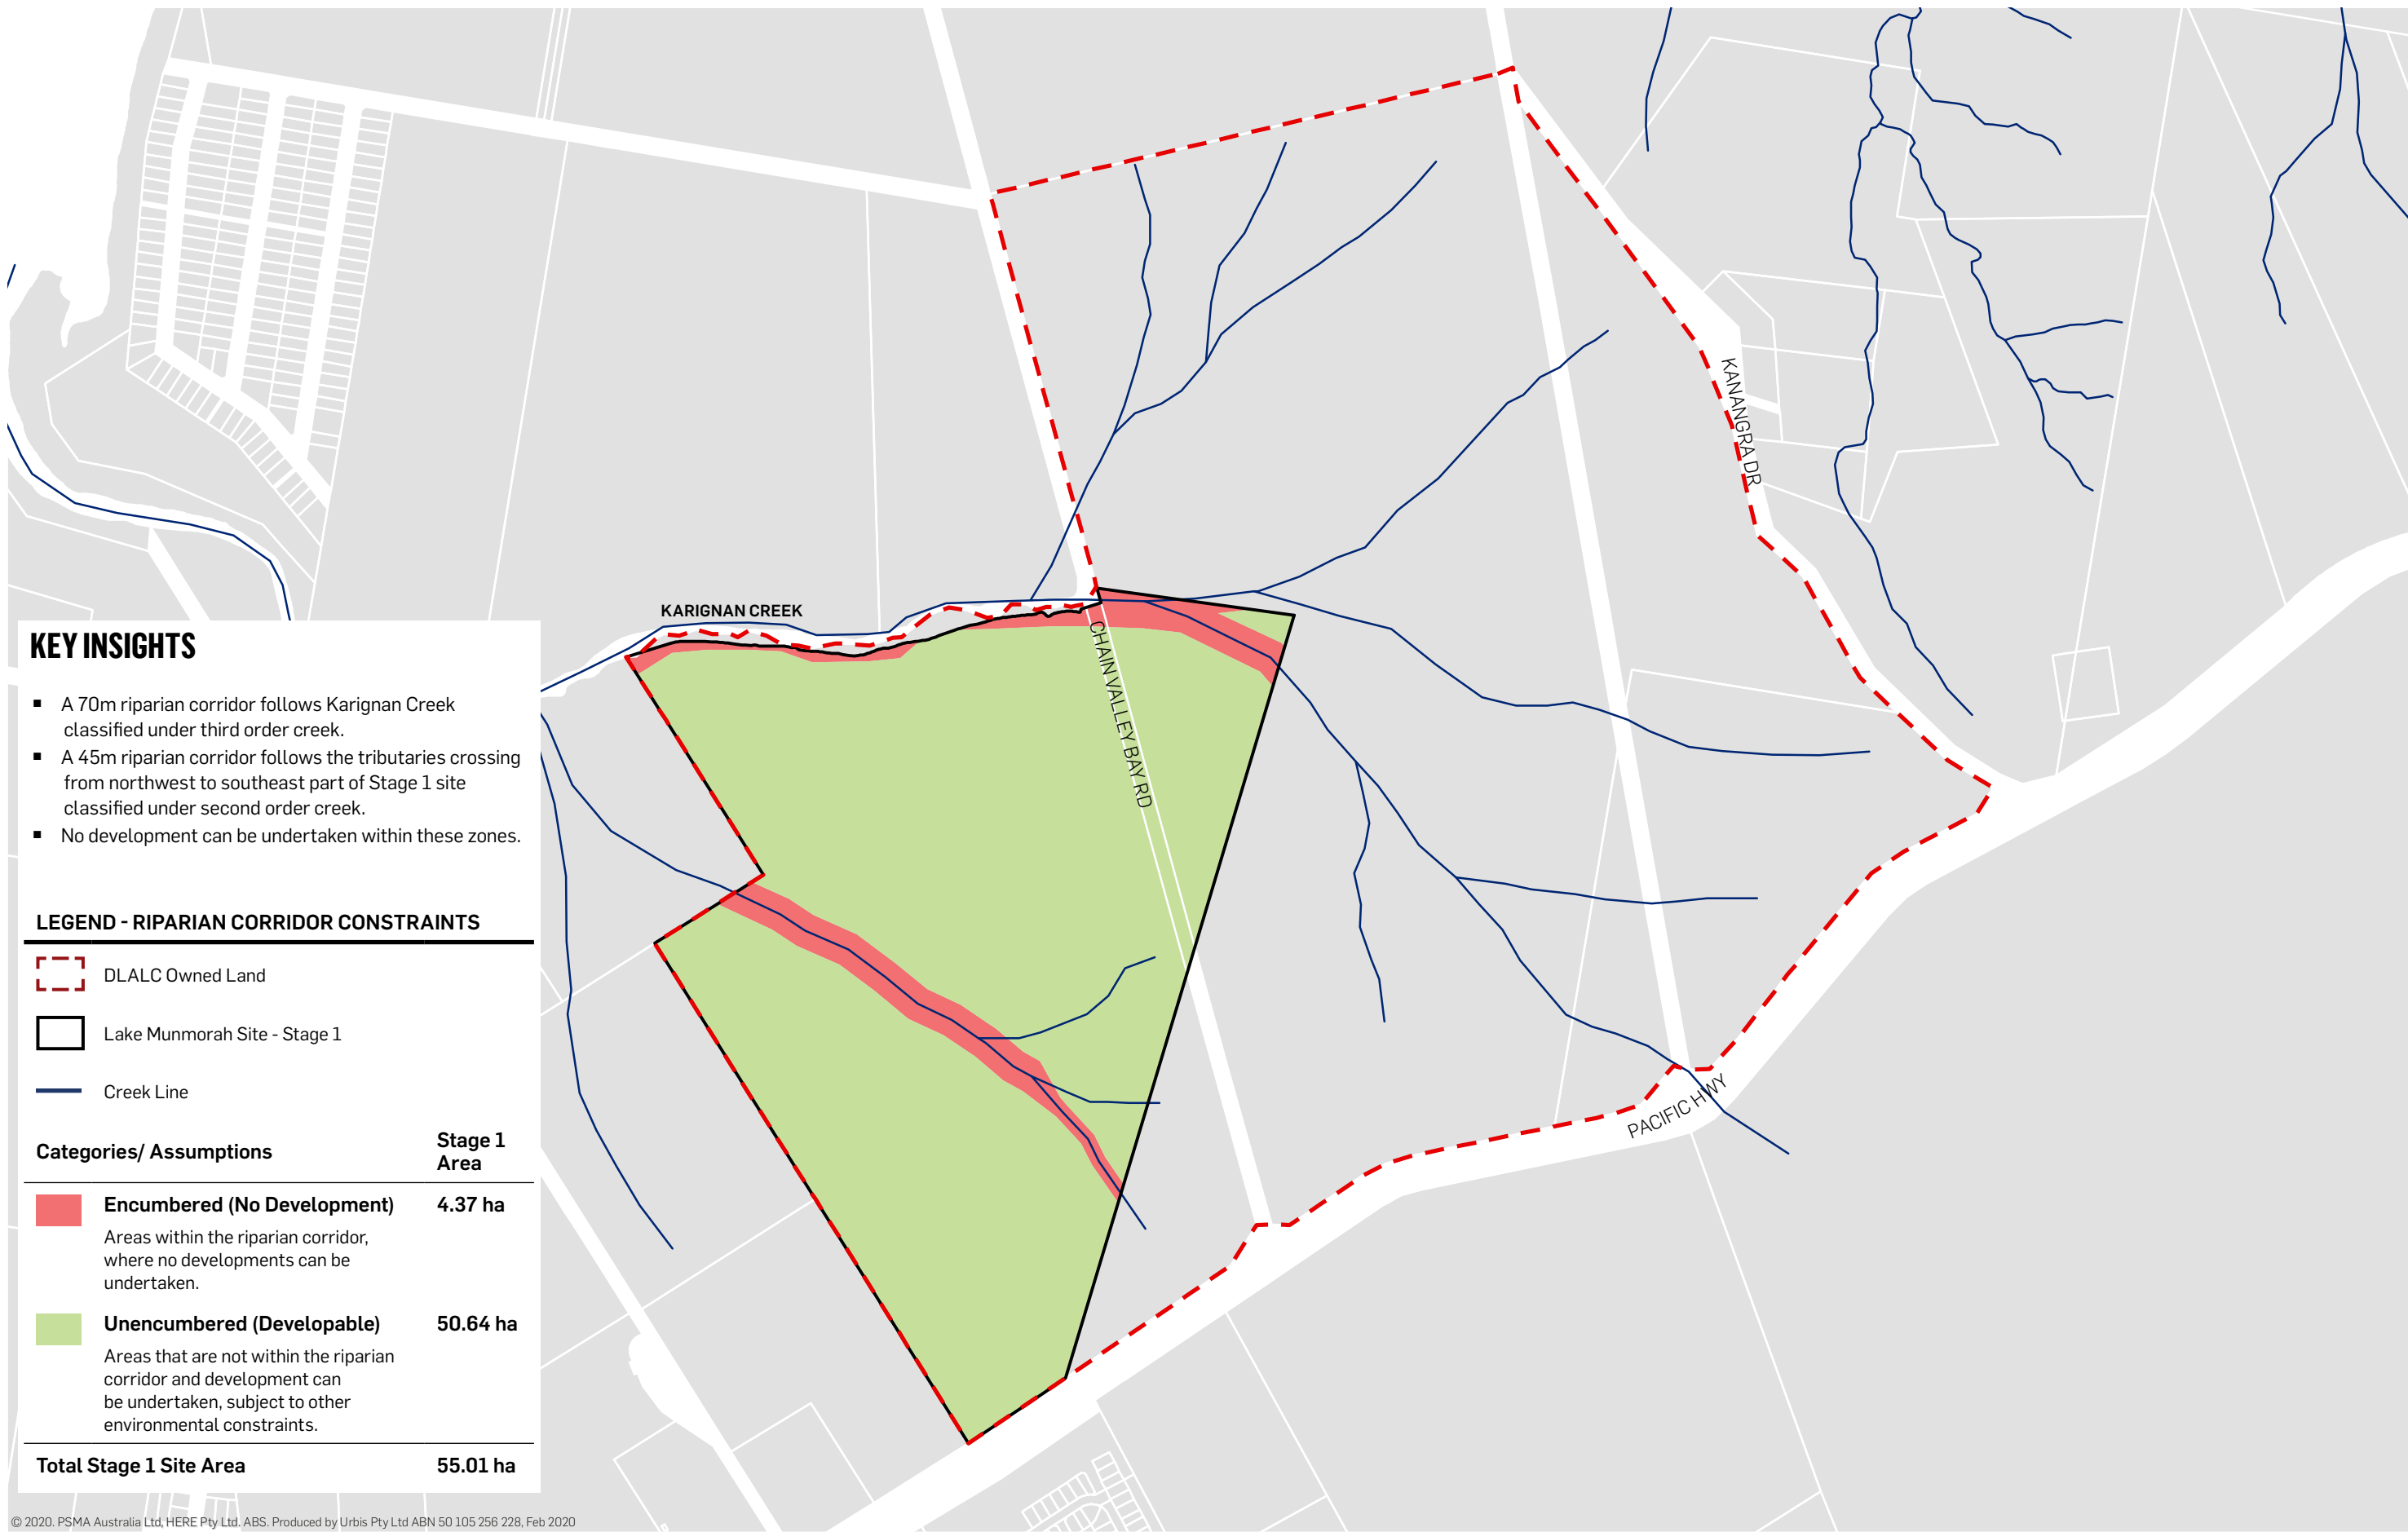 KANANGRA DR
KARIGNAN CREEK
CHAIN VALLEY BAY RD
PACIFIC HWY
KEY INSIGHTS
▪ A 70m riparian corridor follows Karignan Creek
classified under third order creek.
▪ A 45m riparian corridor follows the tributaries crossing
from northwest to southeast part of Stage 1 site
classified under second order creek.
▪ No development can be undertaken within these zones.
LEGEND - RIPARIAN CORRIDOR CONSTRAINTS
DLALC Owned Land
Lake Munmorah Site - Stage 1
Creek Line
Categories/ Assumptions
Stage 1
Area
Encumbered (No Development) 4.37 ha
Areas within the riparian corridor,
where no developments can be
undertaken.
Unencumbered (Developable) 50.64 ha
Areas that are not within the riparian
corridor and development can
be undertaken, subject to other
environmental constraints.
Total Stage 1 Site Area 55.01 ha
© 2020. PSMA Australia Ltd, HERE Pty Ltd. ABS. Produced by Urbis Pty Ltd ABN 50 105 256 228, Feb 2020